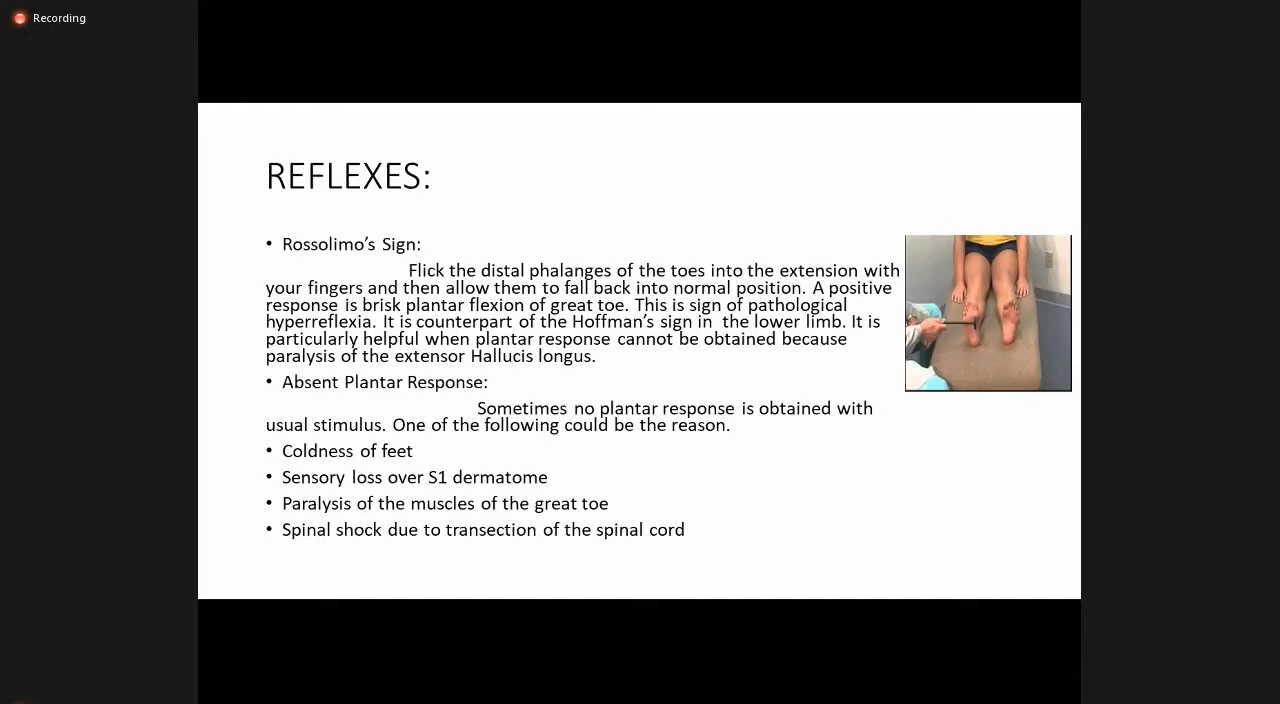 Recording
REFLEXES:
• Rossolimo's Sign:
Flick the distal phalanges of the toes into the extension with
your fingers and then allow them to fall back into normal position. A positive
response is brisk plantar flexion of great toe. This is sign of pathological
hyperreflexia. It is counterpart of the Hoffman's sign in the lower limb. It is
particularly helpful when plantar response cannot be obtained because
paralysis of the extensor Hallucis longus.
• Absent Plantar Response:
Sometimes no plantar response is obtained with
usual stimulus. One of the following could be the reason.
• Coldness of feet
• Sensory loss over S1 dermatome
• Paralysis of the muscles of the great toe
• Spinal shock due to transection of the spinal cord